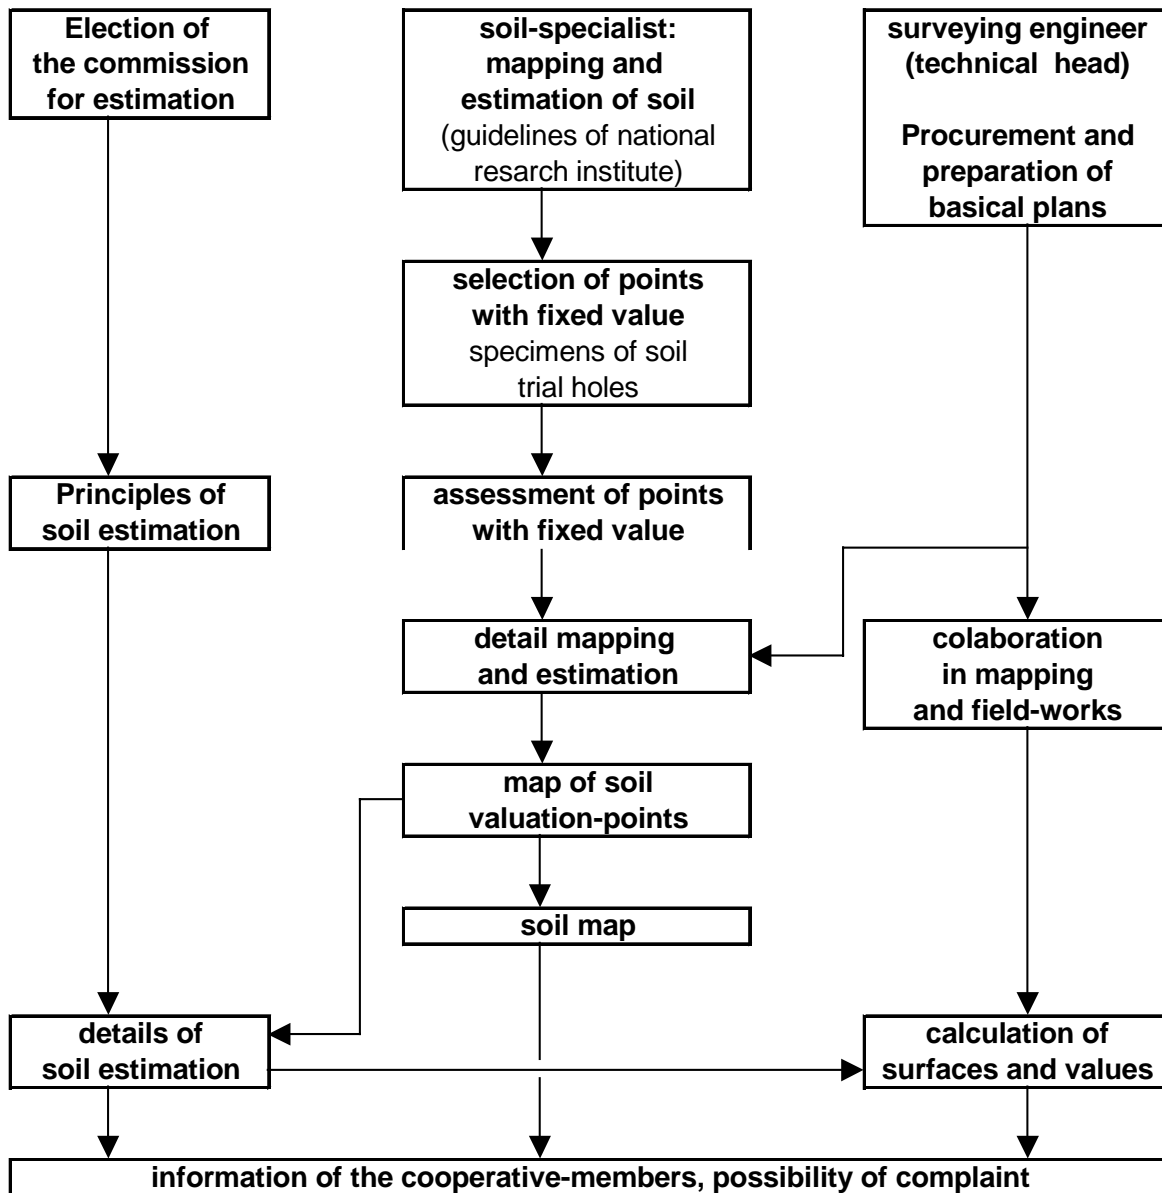 Election of
the commission
for estimation
soil-specialist:
mapping and
estimation of soil
(guidelines of national
resarch institute)
surveying engineer
(technical head)
Procurement and
preparation of
basical plans
selection of points
with fixed value
specimens of soil
trial holes
Principles of
soil estimation
assessment of points
with fixed value
detail mapping
and estimation
colaboration
in mapping
and field-works
map of soil
valuation-points
soil map
details of
soil estimation
calculation of
surfaces and values
information of the cooperative-members, possibility of complaint